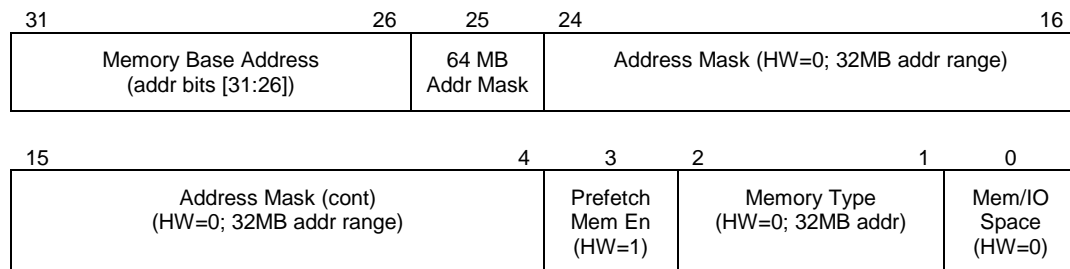 31 26 25 24 16
Memory Base Address
(addr bits [31:26])
64 MB
Addr Mask
Address Mask (HW=0; 32MB addr range)
15 4 3 2 1 0
Address Mask (cont)
(HW=0; 32MB addr range)
Prefetch
Mem En
(HW=1)
Memory Type
(HW=0; 32MB addr)
Mem/IO
Space
(HW=0)